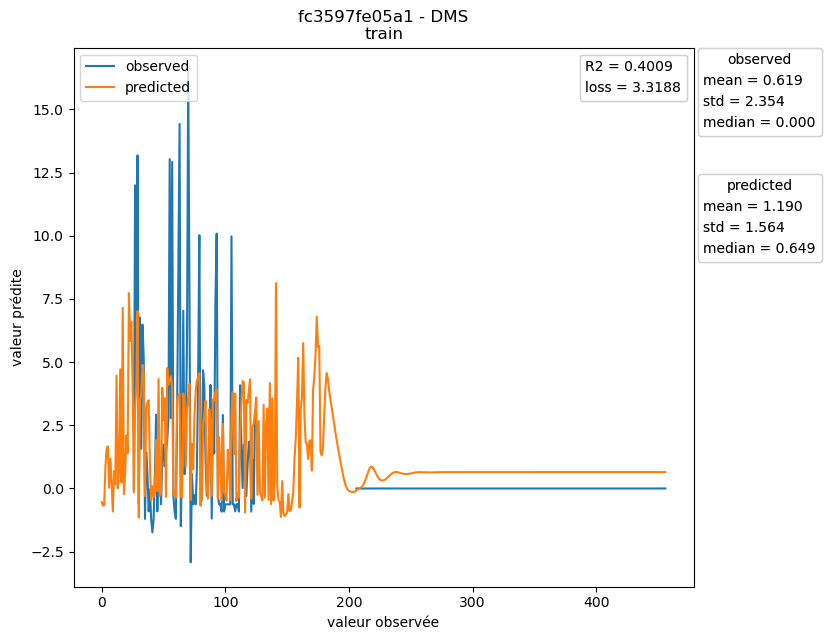 fc3597fe05a1 - DMS
train
observed
predicted
R2 = 0.4009
loss = 3.3188
observed
mean = 0.619
std = 2.354
median = 0.000
predicted
mean = 1.190
std = 1.564
median = 0.649
valeur prédite
15.0
12.5
10.0
7.5
5.0
2.5
0.0
−2.5
0
100
200
300
400
valeur observée